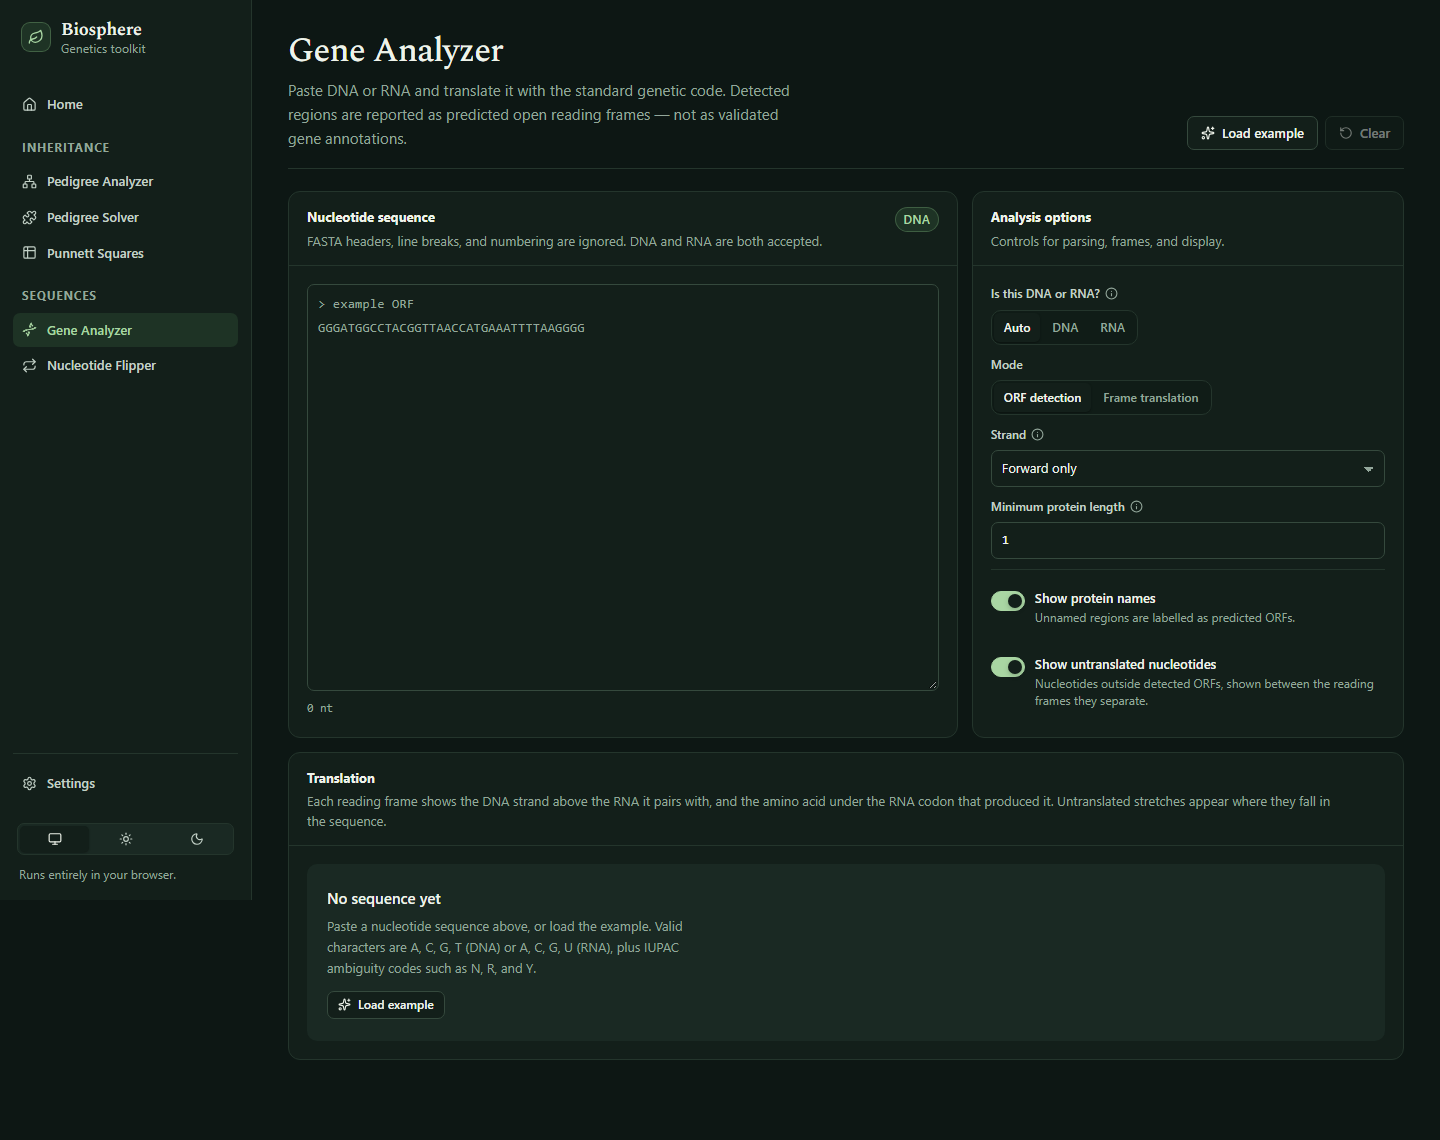 Biosphere
Genetics toolkit
Home
INHERITANCE
Pedigree Analyzer
Pedigree Solver
Punnett Squares
SEQUENCES
Gene Analyzer
Nucleotide Flipper
Settings
Runs entirely in your browser.
Gene Analyzer
Paste DNA or RNA and translate it with the standard genetic code. Detected
regions are reported as predicted open reading frames — not as validated
gene annotations.
Load example
Clear
Nucleotide sequence
DNA
FASTA headers, line breaks, and numbering are ignored. DNA and RNA are both accepted.
> example ORF
GGGATGGCCTACGGTTAACCATGAAATTTTAAGGGG
0 nt
Analysis options
Controls for parsing, frames, and display.
Is this DNA or RNA?
Auto DNA RNA
Mode
ORF detection Frame translation
Strand
Forward only
Minimum protein length
1
Show protein names
Unnamed regions are labelled as predicted ORFs.
Show untranslated nucleotides
Nucleotides outside detected ORFs, shown between the reading
frames they separate.
Translation
Each reading frame shows the DNA strand above the RNA it pairs with, and the amino acid under the RNA codon that produced it. Untranslated stretches appear where they fall in
the sequence.
No sequence yet
Paste a nucleotide sequence above, or load the example. Valid
characters are A, C, G, T (DNA) or A, C, G, U (RNA), plus IUPAC
ambiguity codes such as N, R, and Y.
Load example